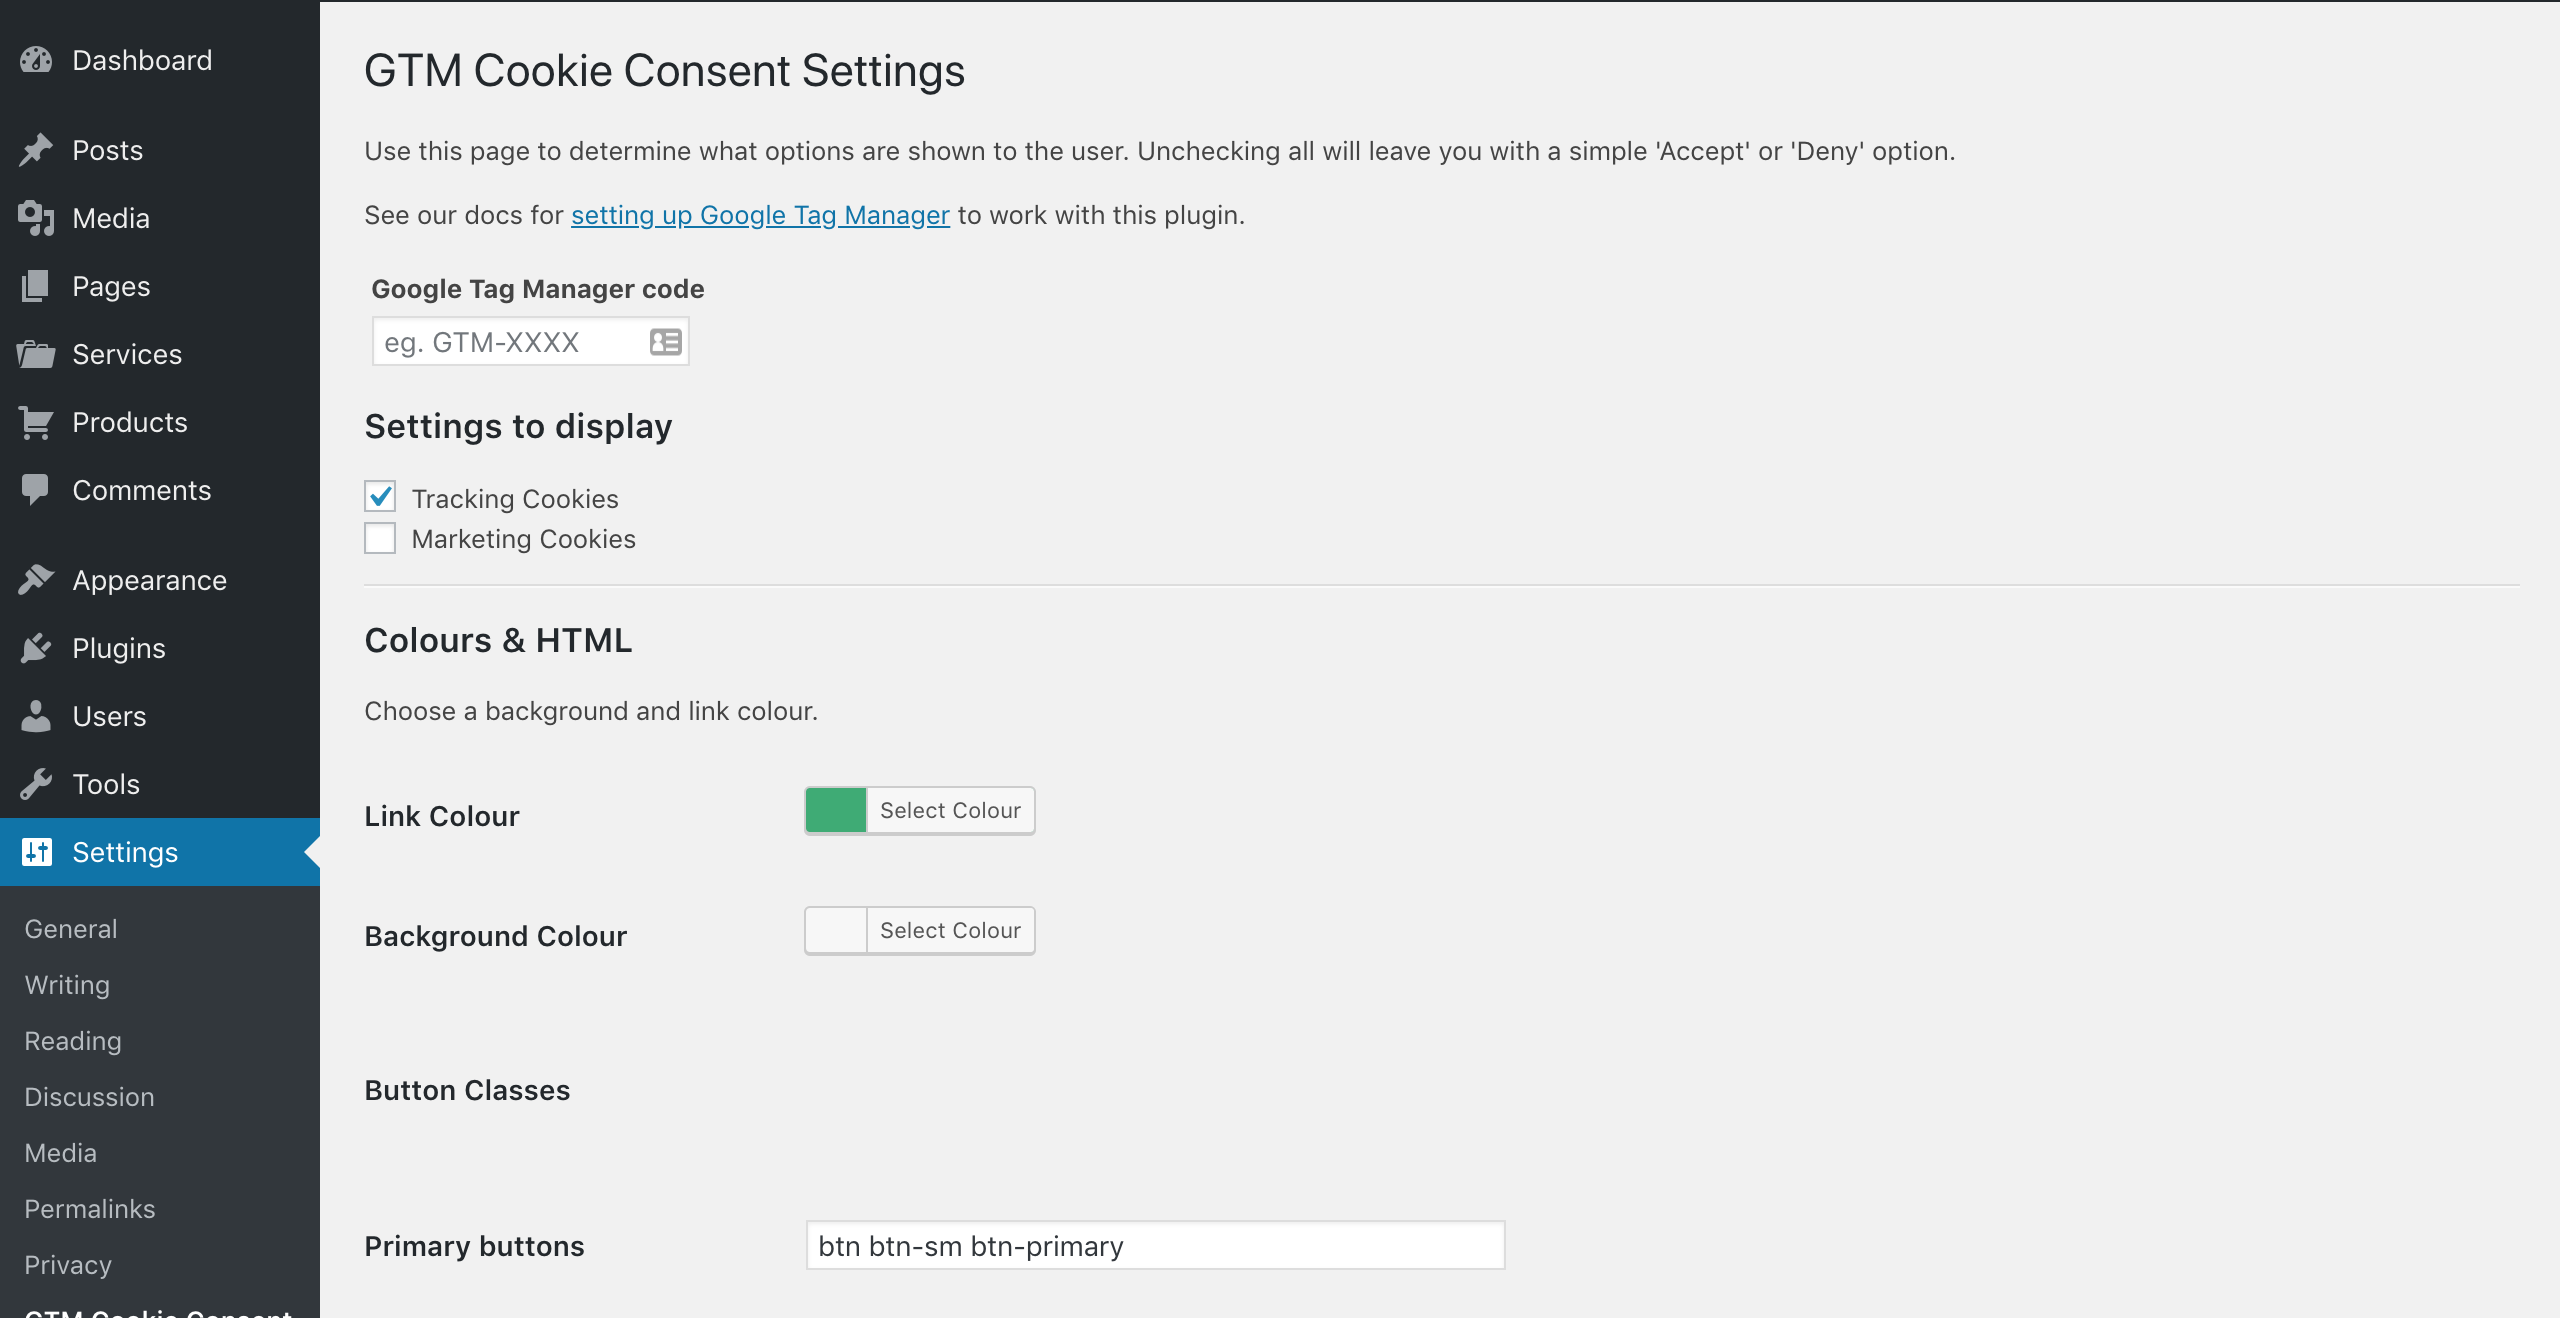 Dashboard
Posts
Media
Pages
Services
Products
Comments
Appearance
Plugins
Users
Tools
Settings
General
Writing
Reading
Discussion
Media
Permalinks
Privacy
GTM Cookie Consent
GTM Cookie Consent Settings
Use this page to determine what options are shown to the user. Unchecking all will leave you with a simple 'Accept' or 'Deny' option.
See our docs for setting up Google Tag Manager to work with this plugin.
Google Tag Manager code
eg. GTM-XXXX
Settings to display
Tracking Cookies
Marketing Cookies
Colours & HTML
Choose a background and link colour.
Link Colour
Select Colour
Background Colour
Select Colour
Button Classes
Primary buttons
btn btn-sm btn-primary